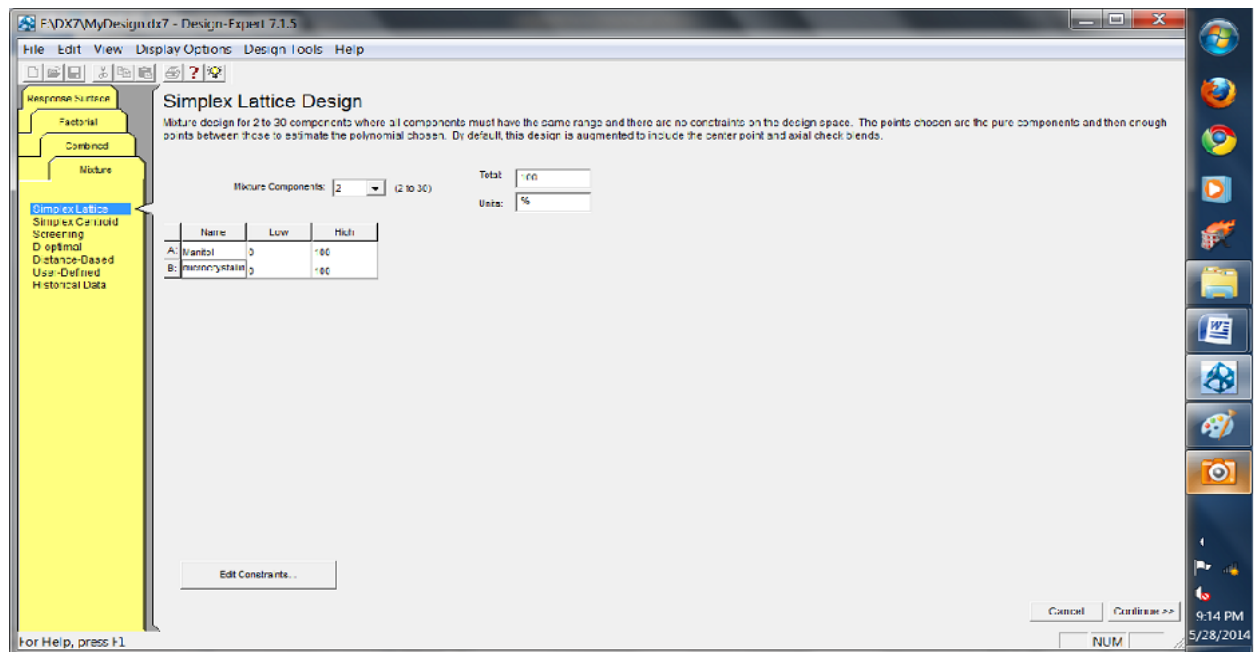 E:\DX7\MyDesign.dx7 - Design-Expert 7.1.5
File Edit View Display Options Design Tools Help
Response Surface
Factorial
Combined
Mixture
Simplex Lattice
Simplex Centroid
Screening
D-optimal
Distance-Based
User-Defined
Historical Data
Simplex Lattice Design
Mixture design for 2 to 30 components where all components must have the same range and there are no constraints on the design space. The points chosen are the pure components and then enough
points between those to estimate the polynomial chosen. By default, this design is augmented to include the center point and axial check blends.
Mixture Components: 2 (2 to 30)
Total: 100
Units: %
Name Low High
A: Manitol 0 100
B: microcrystalin 0 100
Edit Constraints...
Cancel Continue >>
For Help, press F1
NUM
9:14 PM
5/28/2014